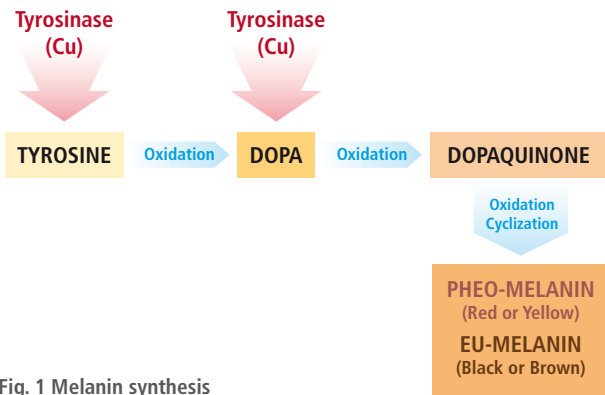 Tyrosinase
(Cu)
Tyrosinase
(Cu)
TYROSINE
Oxidation
DOPA
Oxidation
DOPAQUINONE
Oxidation
Cyclization
PHEO-MELANIN
(Red or Yellow)
EU-MELANIN
(Black or Brown)
Fig. 1 Melanin synthesis